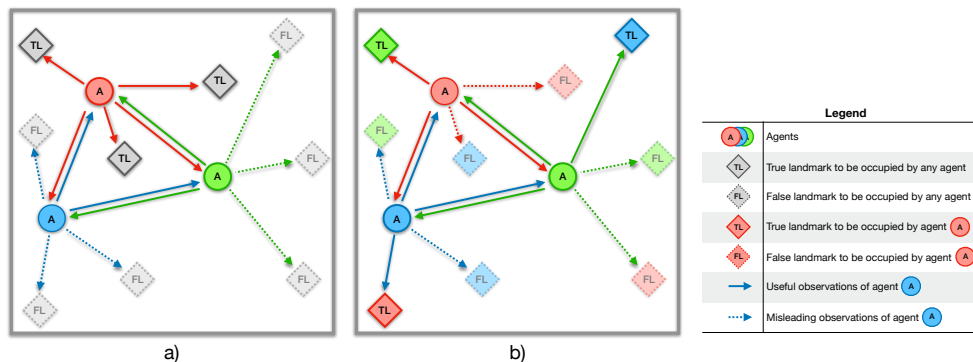 TL
FL
TL
A
FL
TL
FL
A
A
FL
FL
FL
a)
TL
TL
A
FL
FL
FL
FL
A
A
FL
FL
TL
b)
Legend
A Agents
TL True landmark to be occupied by any agent
FL False landmark to be occupied by any agent
TL True landmark to be occupied by agent A
FL False landmark to be occupied by agent A
Useful observations of agent A
Misleading observations of agent A